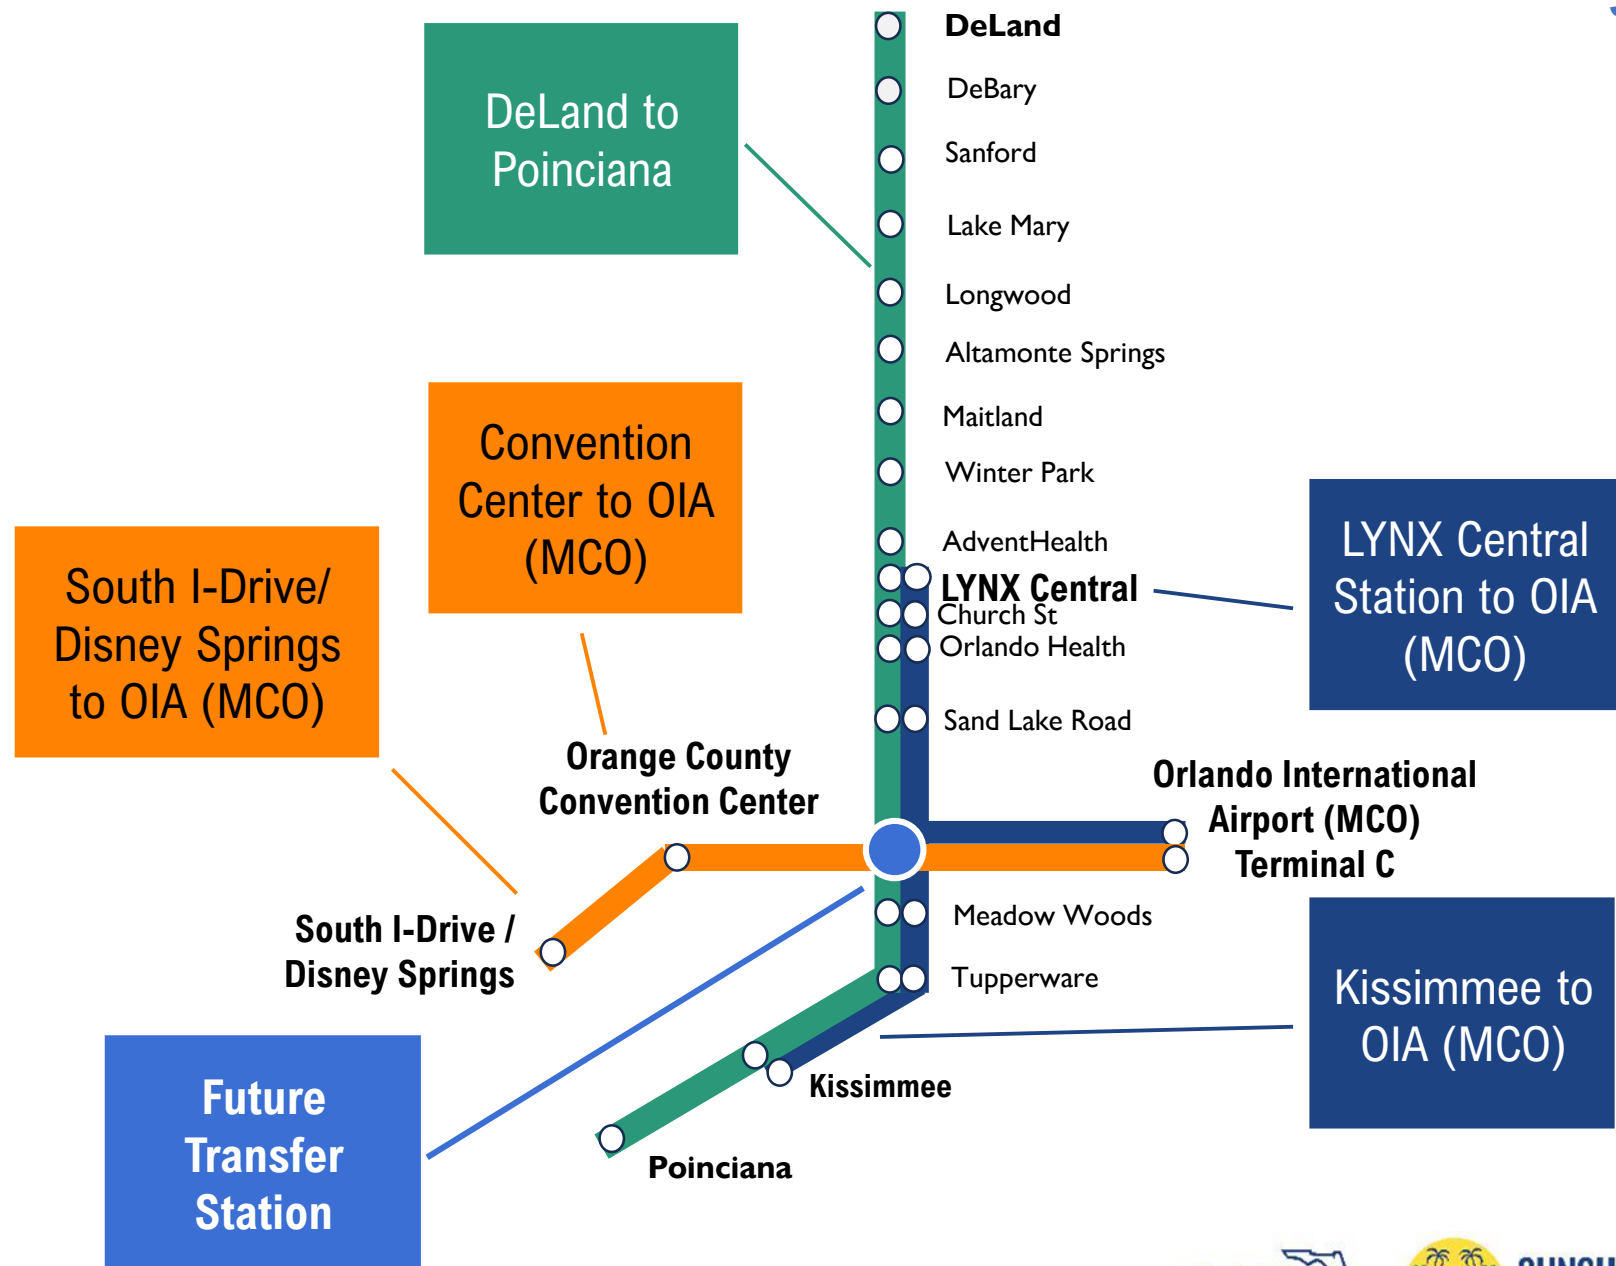 DeLand
DeBary
Sanford
Lake Mary
Longwood
Altamonte Springs
Maitland
Winter Park
AdventHealth
LYNX Central
Church St
Orlando Health
Sand Lake Road
DeLand to
Poinciana
Convention
Center to OIA
(MCO)
South I-Drive/
Disney Springs
to OIA (MCO)
LYNX Central
Station to OIA
(MCO)
Orange County
Convention Center
Orlando International
Airport (MCO)
Terminal C
South I-Drive /
Disney Springs
Meadow Woods
Tupperware
Kissimmee
Poinciana
Kissimmee to
OIA (MCO)
Future
Transfer
Station